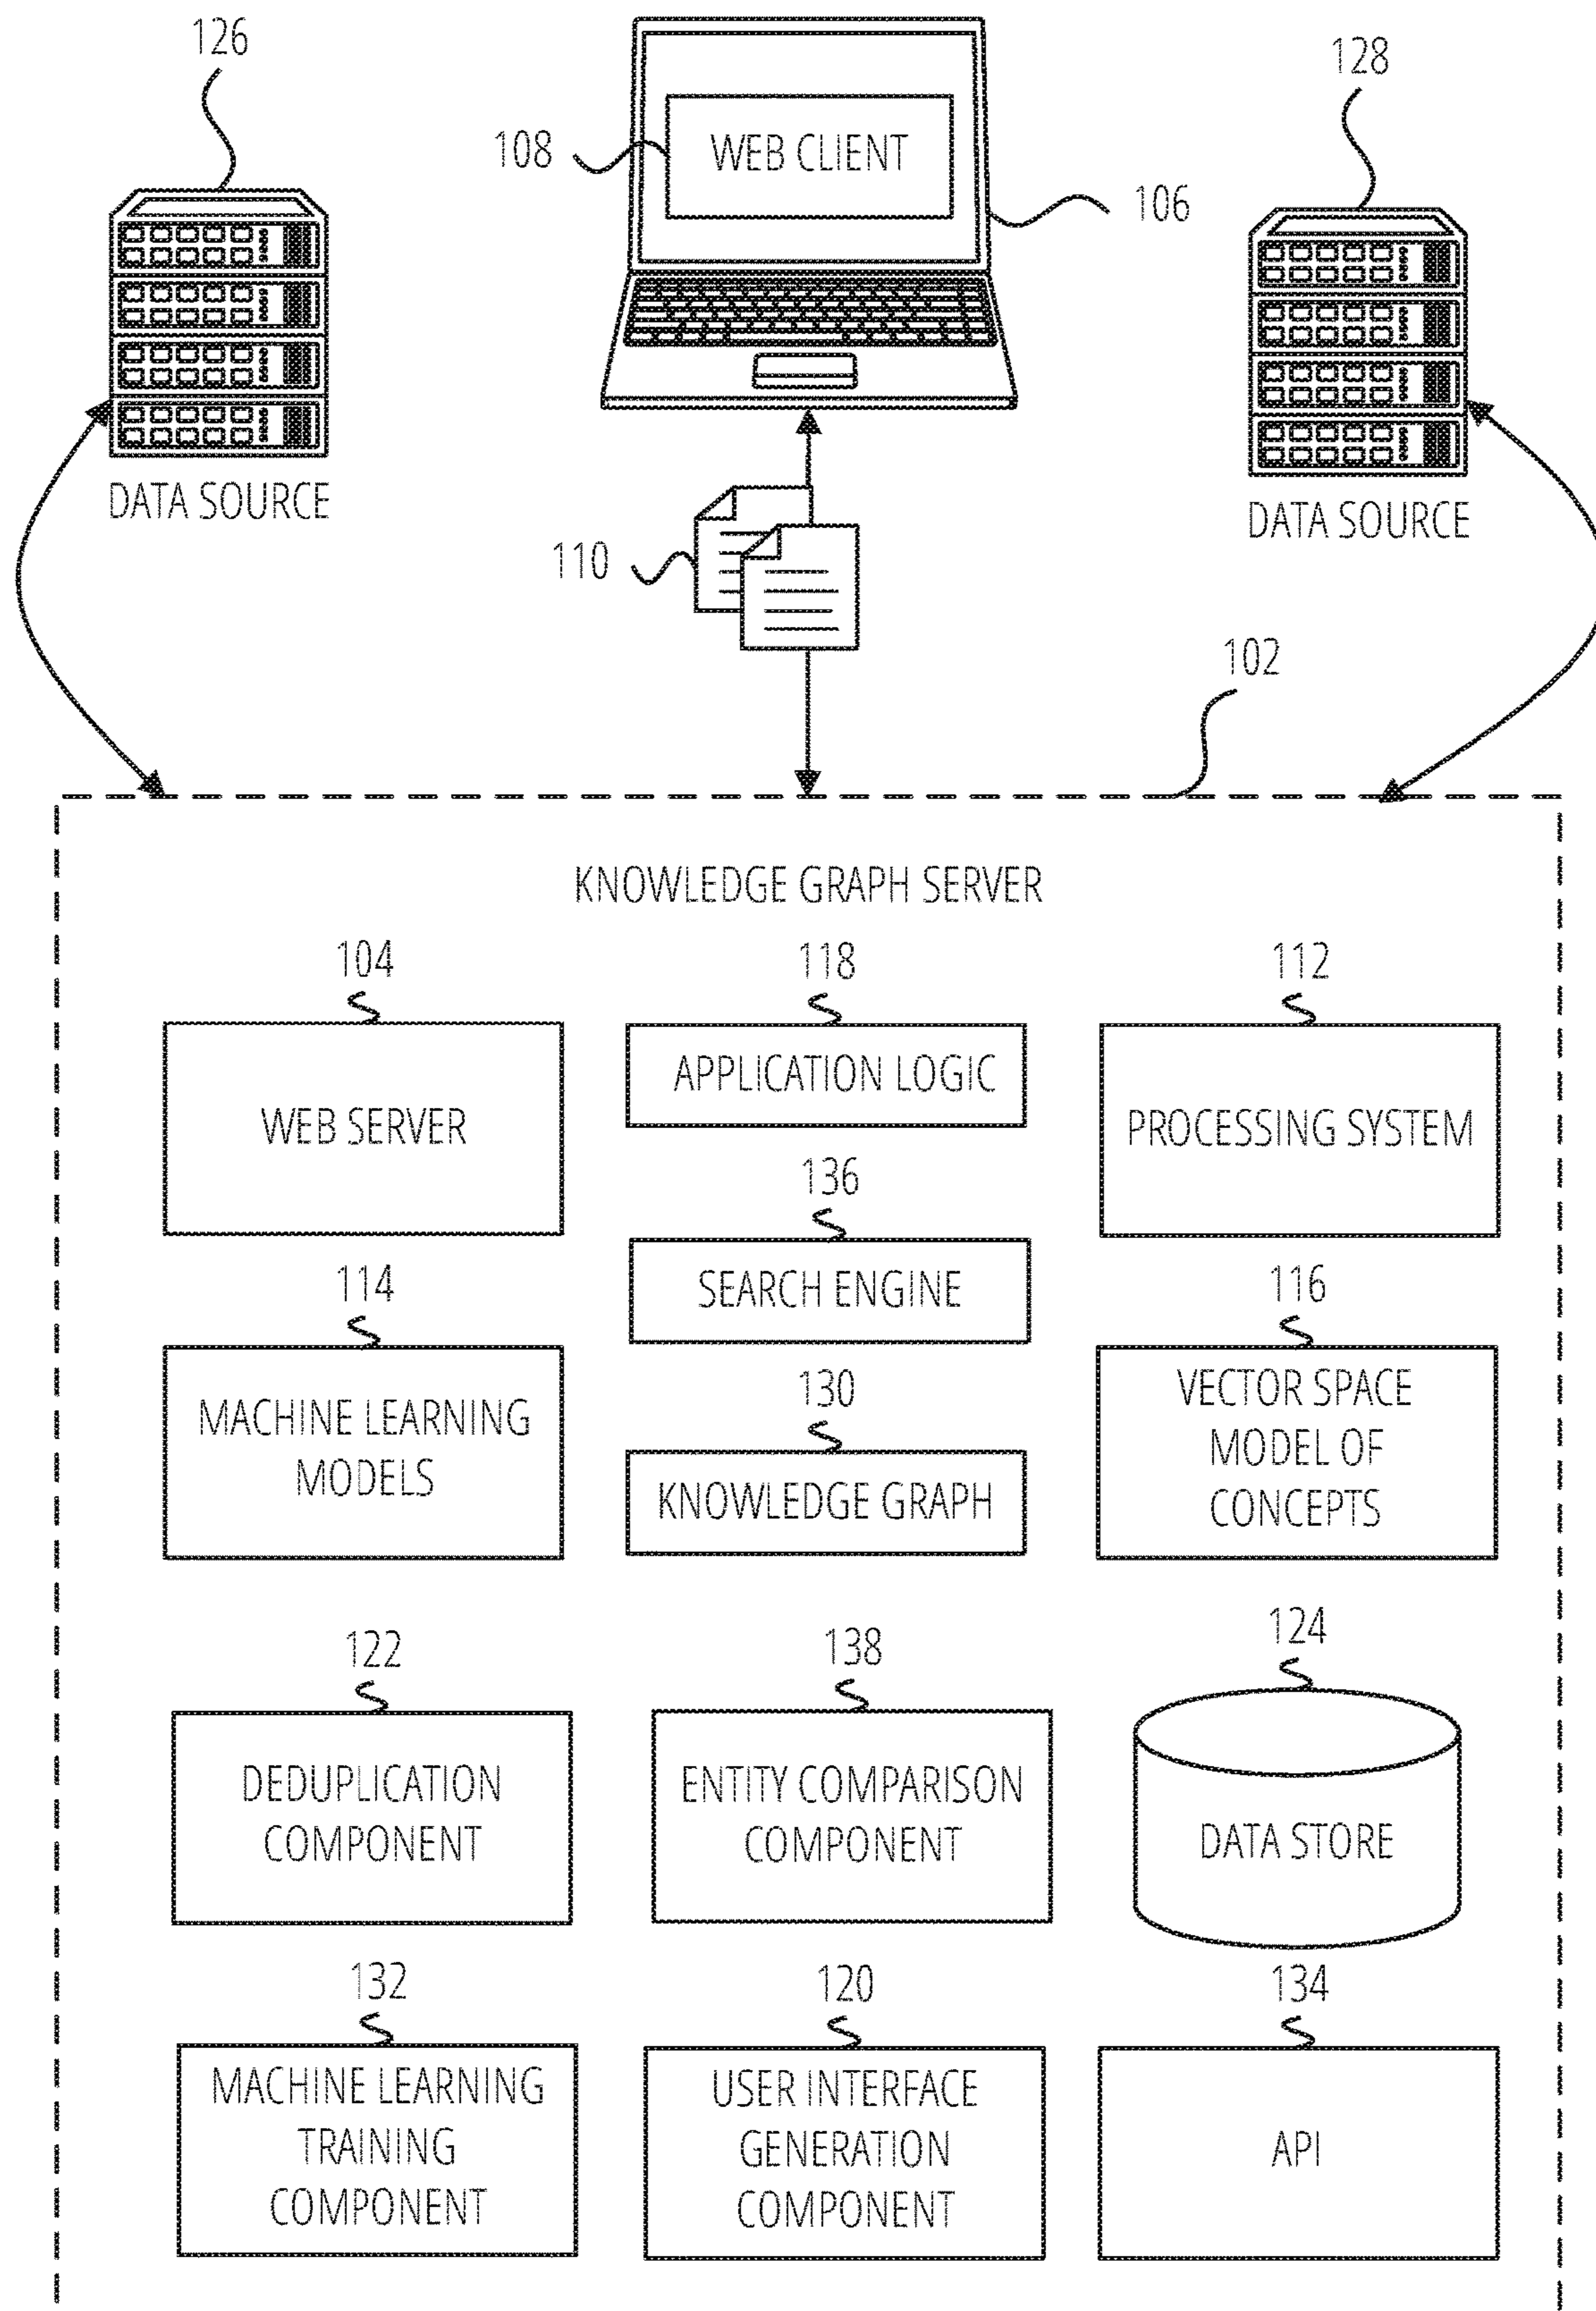 126
128
108
WEB CLIENT
106
DATA SOURCE
DATA SOURCE
110
102
KNOWLEDGE GRAPH SERVER
104
118
112
WEB SERVER
APPLICATION LOGIC
PROCESSING SYSTEM
136
SEARCH ENGINE
114
116
MACHINE LEARNING
MODELS
130
KNOWLEDGE GRAPH
VECTOR SPACE
MODEL OF
CONCEPTS
122
138
124
DEDUPLICATION
COMPONENT
ENTITY COMPARISON
COMPONENT
DATA STORE
132
120
134
MACHINE LEARNING
TRAINING
COMPONENT
USER INTERFACE
GENERATION
COMPONENT
API